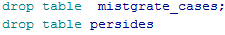 drop table  mistgrate_cases;
drop table persides